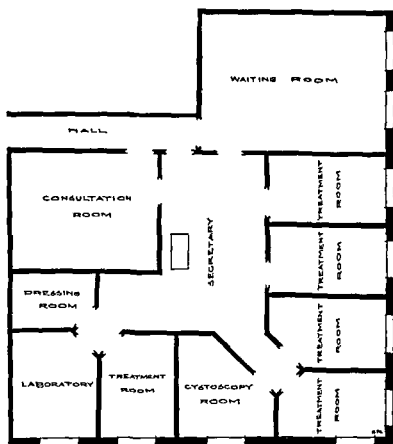 WAITING ROOM
HALL
CONSULTATION
ROOM
TREATMENT
ROOM
SECRETARY
TREATMENT
ROOM
DRESSING
ROOM
TREATMENT
ROOM
LABORATORY
TREATMENT
ROOM
CYSTOSCOPY
ROOM
TREATMENT
ROOM